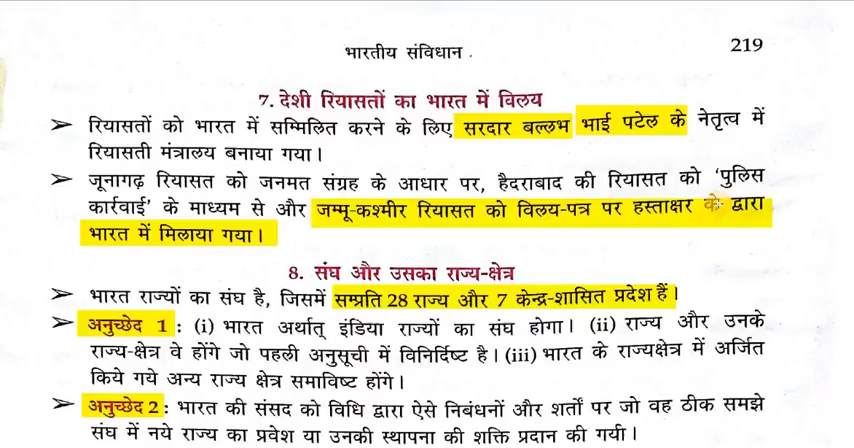 भारतीय संविधान .
219
7. देशी रियासतों का भारत में विलय
➢ रियासतों को भारत में सम्मिलित करने के लिए सरदार बल्लभ भाई पटेल के नेतृत्व में
रियासती मंत्रालय बनाया गया।
➢ जूनागढ़ रियासत को जनमत संग्रह के आधार पर, हैदराबाद की रियासत को 'पुलिस
कार्रवाई' के माध्यम से और जम्मू-कश्मीर रियासत को विलय-पत्र पर हस्ताक्षर के द्वारा
भारत में मिलाया गया।
8. संघ और उसका राज्य-क्षेत्र
➢ भारत राज्यों का संघ है, जिसमें सम्प्रति 28 राज्य और 7 केन्द्र-शासित प्रदेश हैं।
➢ अनुच्छेद 1 : (i) भारत अर्थात् इंडिया राज्यों का संघ होगा। (ii) राज्य और उनके
राज्य-क्षेत्र वे होंगे जो पहली अनुसूची में विनिर्दिष्ट है। (iii) भारत के राज्यक्षेत्र में अर्जित
किये गये अन्य राज्य क्षेत्र समाविष्ट होंगे।
➢ अनुच्छेद 2 : भारत की संसद को विधि द्वारा ऐसे निबंधनों और शर्तों पर जो वह ठीक समझे
संघ में नये राज्य का प्रवेश या उनकी स्थापना की शक्ति प्रदान की गयी।